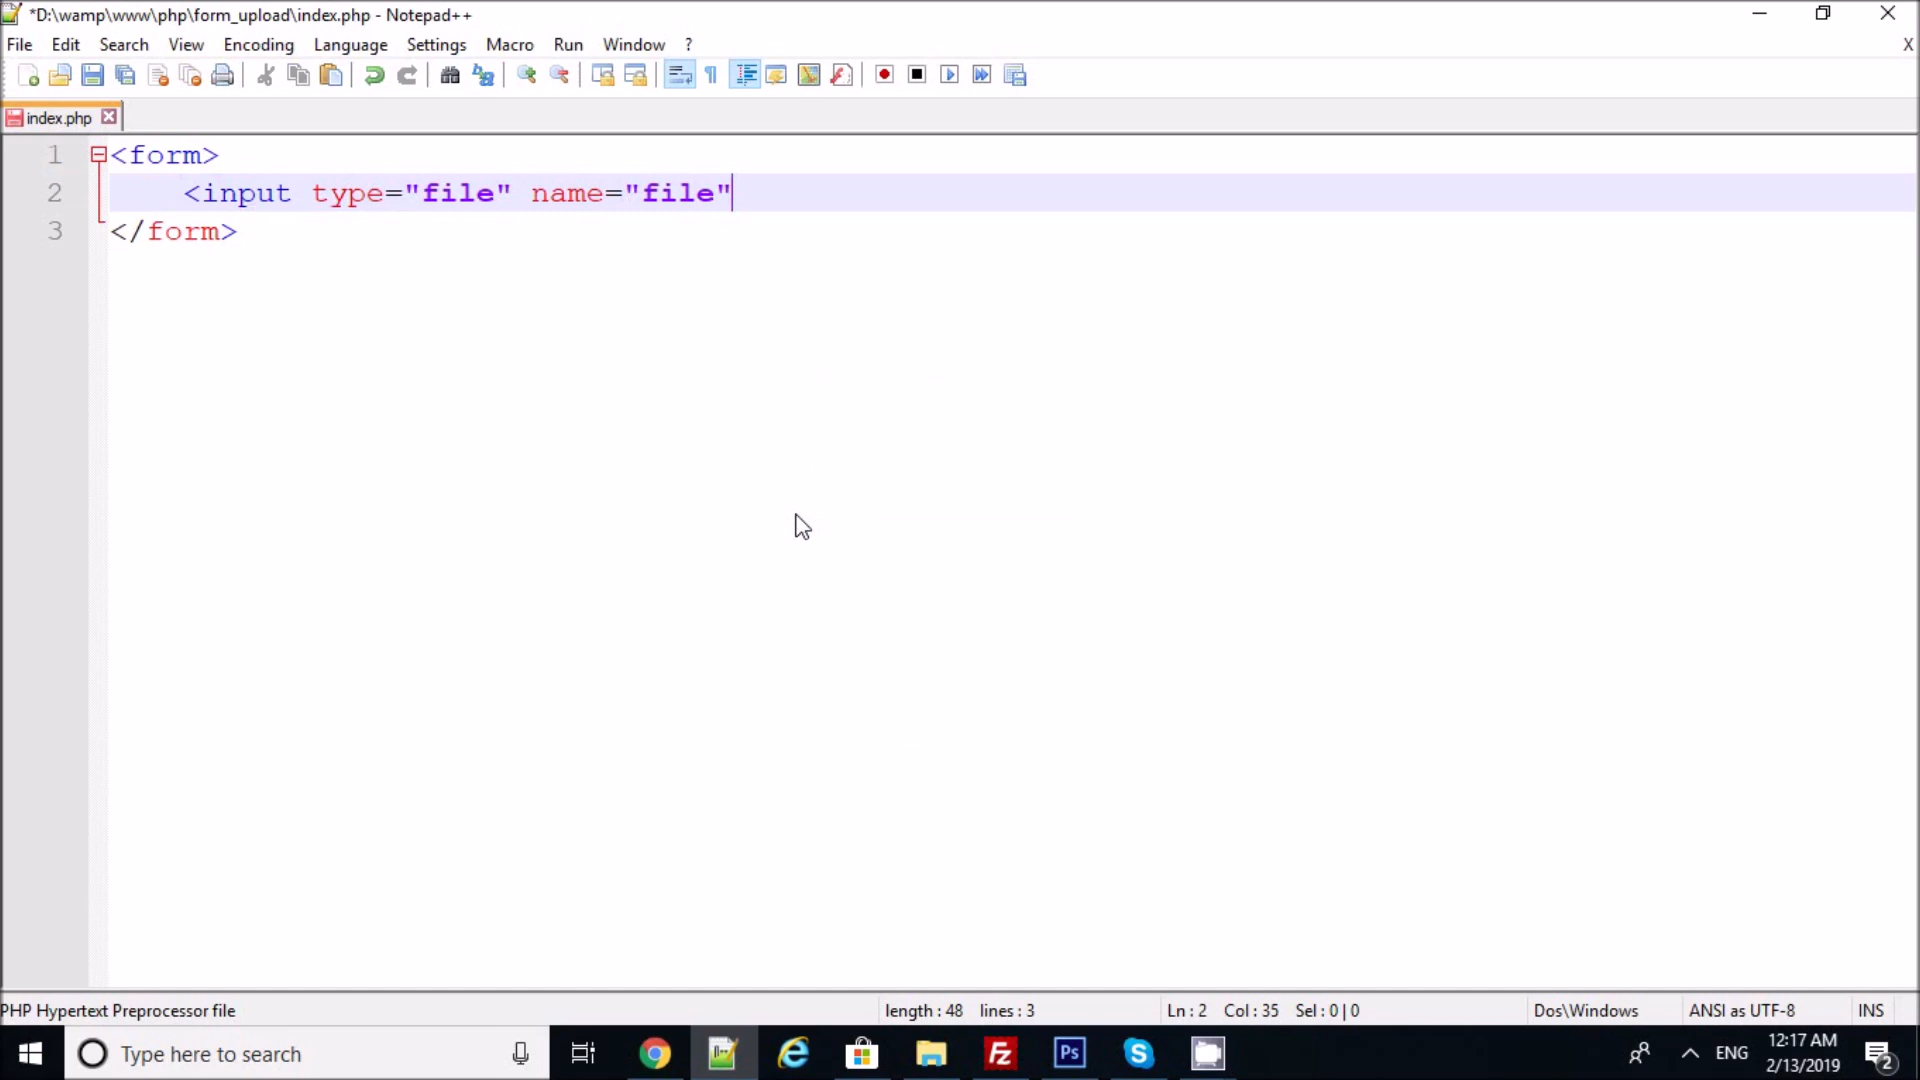 *D:\wamp\www\php\form_upload\index.php - Notepad++
File Edit Search View Encoding Language Settings Macro Run Window ? X
index.php
1 <form>
2 <input type="file" name="file"
3 </form>
PHP Hypertext Preprocessor file length : 48 lines : 3 Ln : 2 Col : 35 Sel : 0 | 0 Dos\Windows ANSI as UTF-8 INS
Type here to search Fz Ps S ENG 12:17 AM
2/13/2019 2